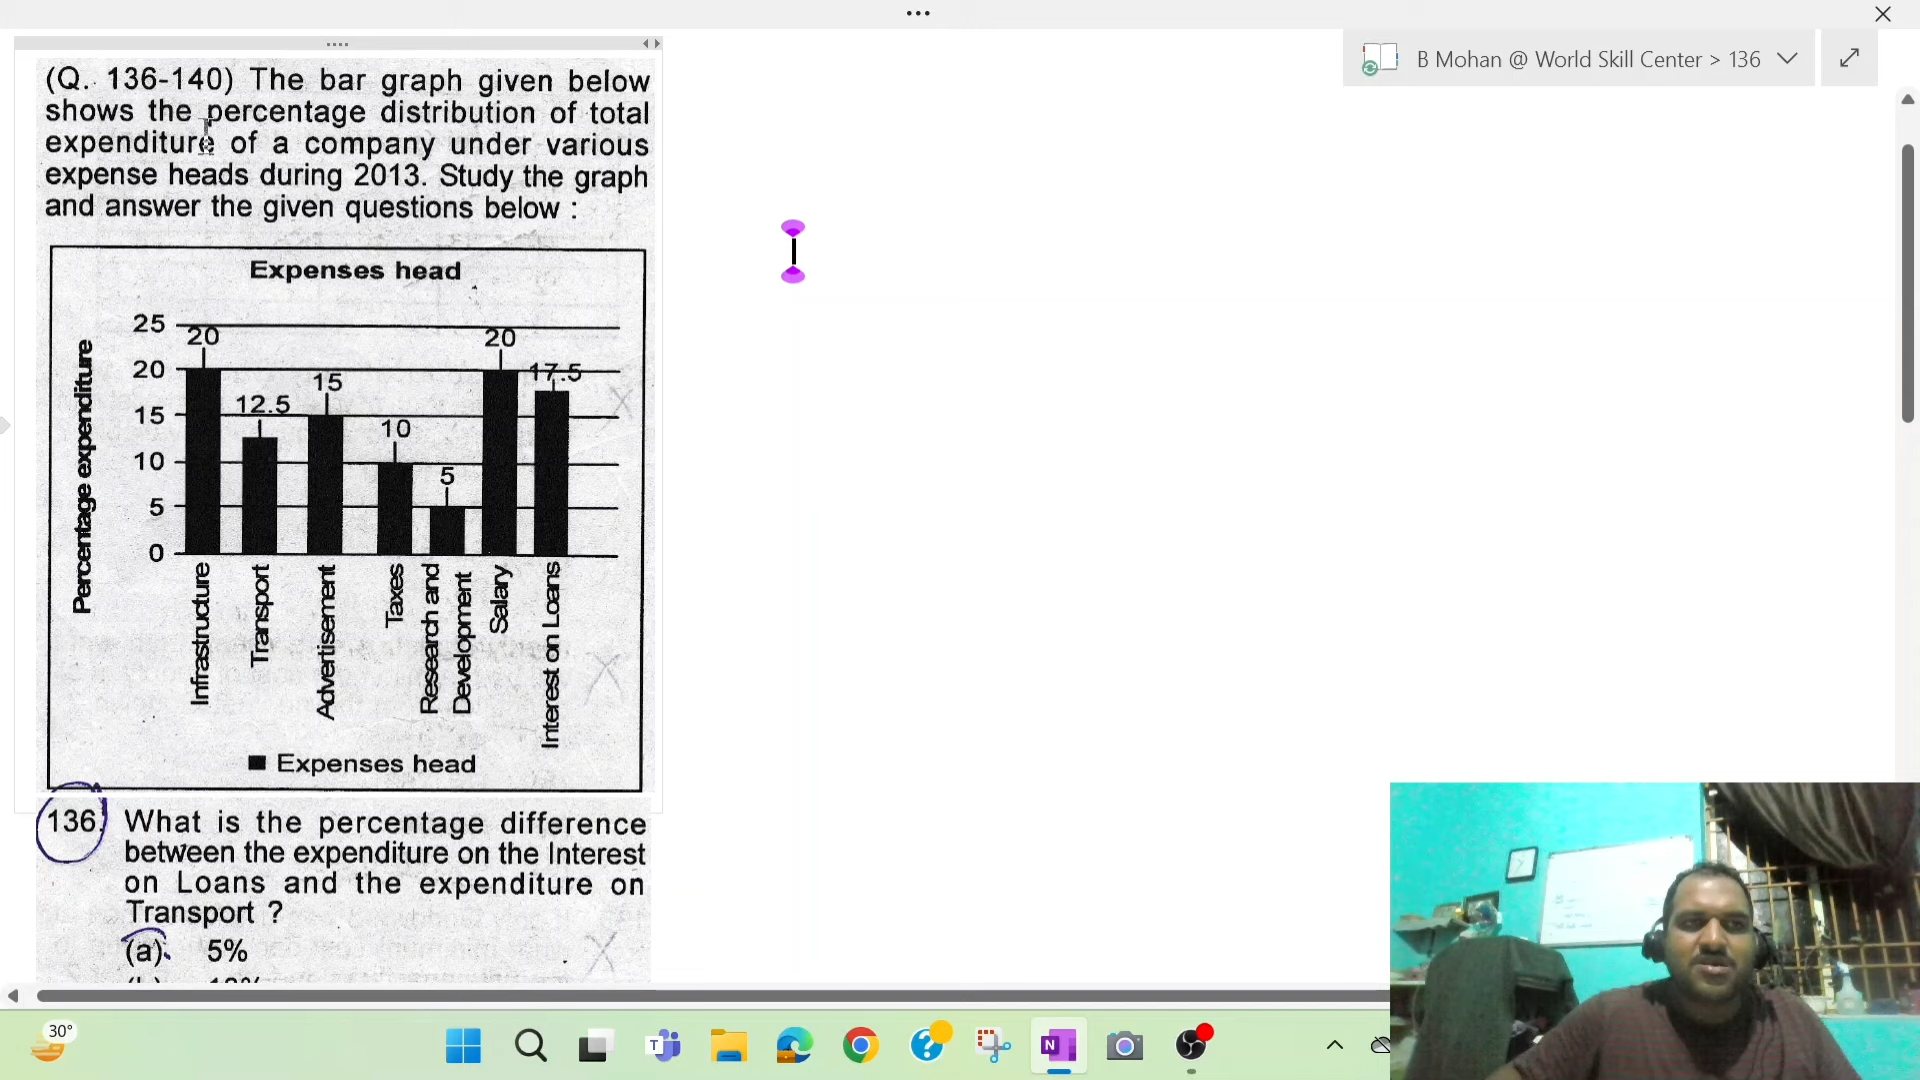 B Mohan @ World Skill Center > 136
(Q. 136-140) The bar graph given below
shows the percentage distribution of total
expenditure of a company under various
expense heads during 2013. Study the graph
and answer the given questions below :
Expenses head
Percentage expenditure
25
20
15
10
5
0
20
12.5
15
10
5
20
17.5
Infrastructure
Transport
Advertisement
Taxes
Research and
Development
Salary
Interest on Loans
Expenses head
136. What is the percentage difference
between the expenditure on the Interest
on Loans and the expenditure on
Transport ?
(a) 5%
30°